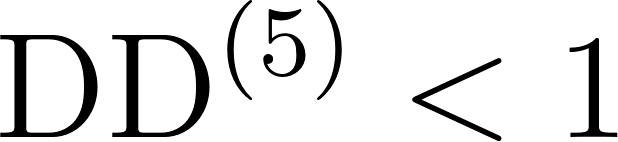 DD^(5) < 1